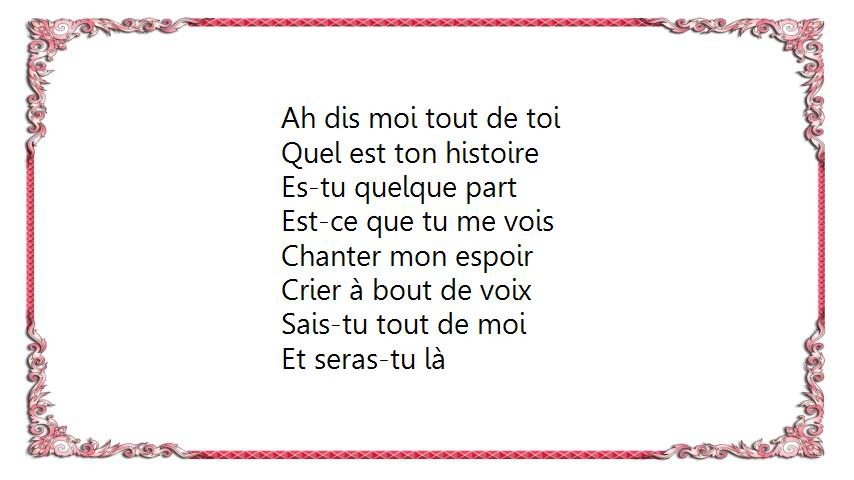 Ah dis moi tout de toi
Quel est ton histoire
Es-tu quelque part
Est-ce que tu me vois
Chanter mon espoir
Crier à bout de voix
Sais-tu tout de moi
Et seras-tu là